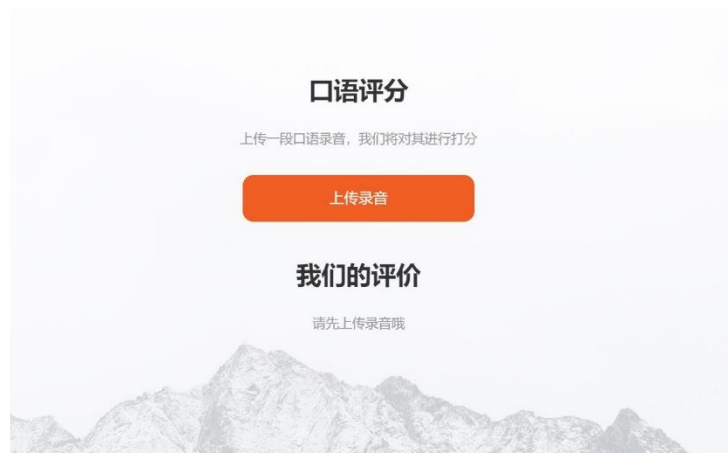 口语评分
上传一段口语录音，我们将对其进行打分
上传录音
我们的评价
请先上传录音哦